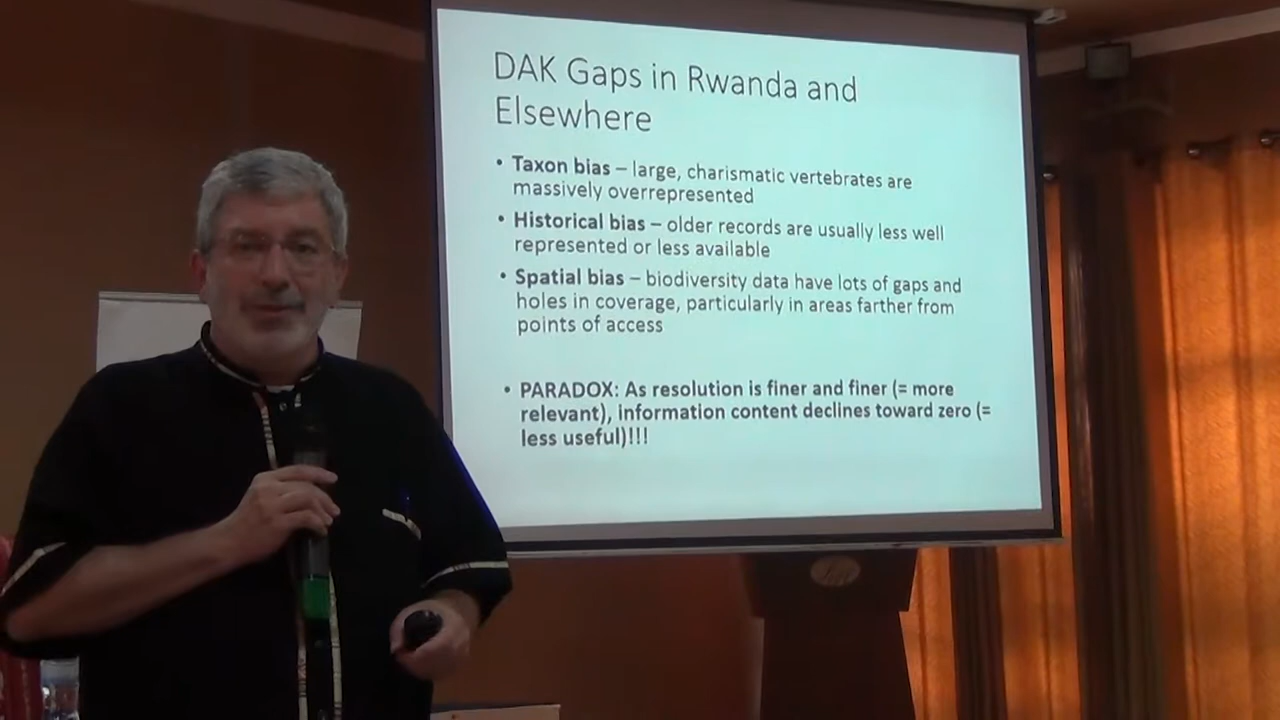 DAK Gaps in Rwanda and
Elsewhere
• Taxon bias – large, charismatic vertebrates are
massively overrepresented
• Historical bias – older records are usually less well
represented or less available
• Spatial bias – biodiversity data have lots of gaps and
holes in coverage, particularly in areas farther from
points of access
• PARADOX: As resolution is finer and finer (= more
relevant), information content declines toward zero (=
less useful)!!!